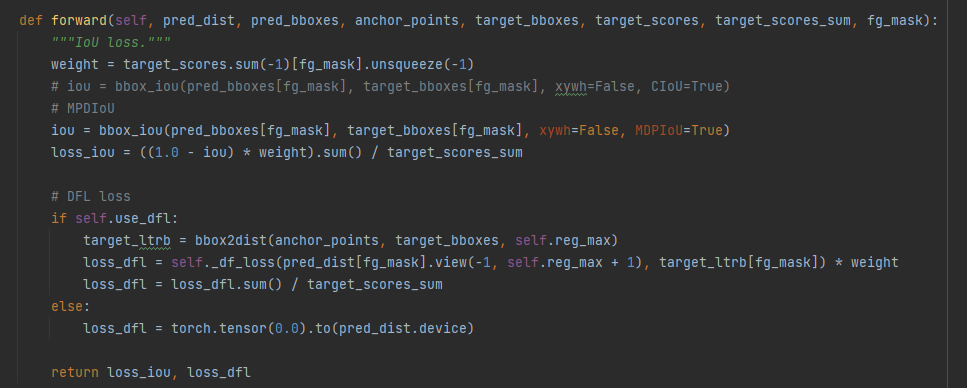 def forward(self, pred_dist, pred_bboxes, anchor_points, target_bboxes, target_scores, target_scores_sum, fg_mask):
    """IoU loss."""
    weight = target_scores.sum(-1)[fg_mask].unsqueeze(-1)
    # iou = bbox_iou(pred_bboxes[fg_mask], target_bboxes[fg_mask], xywh=False, CIoU=True)
    # MPDIoU
    iou = bbox_iou(pred_bboxes[fg_mask], target_bboxes[fg_mask], xywh=False, MDPIoU=True)
    loss_iou = ((1.0 - iou) * weight).sum() / target_scores_sum

    # DFL loss
    if self.use_dfl:
        target_ltrb = bbox2dist(anchor_points, target_bboxes, self.reg_max)
        loss_dfl = self._df_loss(pred_dist[fg_mask].view(-1, self.reg_max + 1), target_ltrb[fg_mask]) * weight
        loss_dfl = loss_dfl.sum() / target_scores_sum
    else:
        loss_dfl = torch.tensor(0.0).to(pred_dist.device)

    return loss_iou, loss_dfl